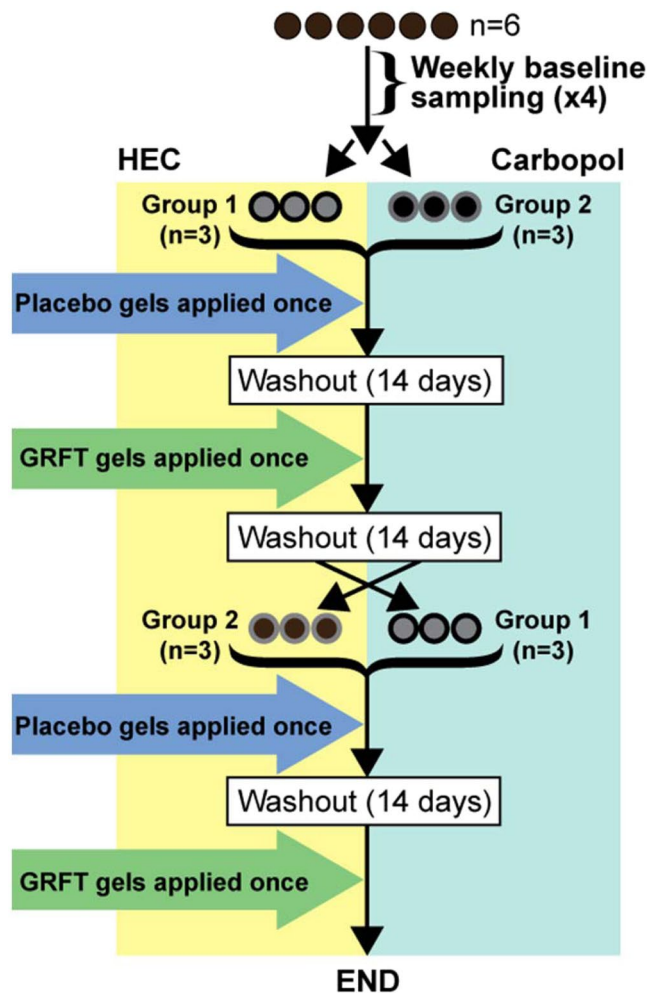 n=6
Weekly baseline
sampling (x4)
HEC
Carbopol
Group 1
(n=3)
Group 2
(n=3)
Placebo gels applied once
Washout (14 days)
GRFT gels applied once
Washout (14 days)
Group 2
(n=3)
Group 1
(n=3)
Placebo gels applied once
Washout (14 days)
GRFT gels applied once
END